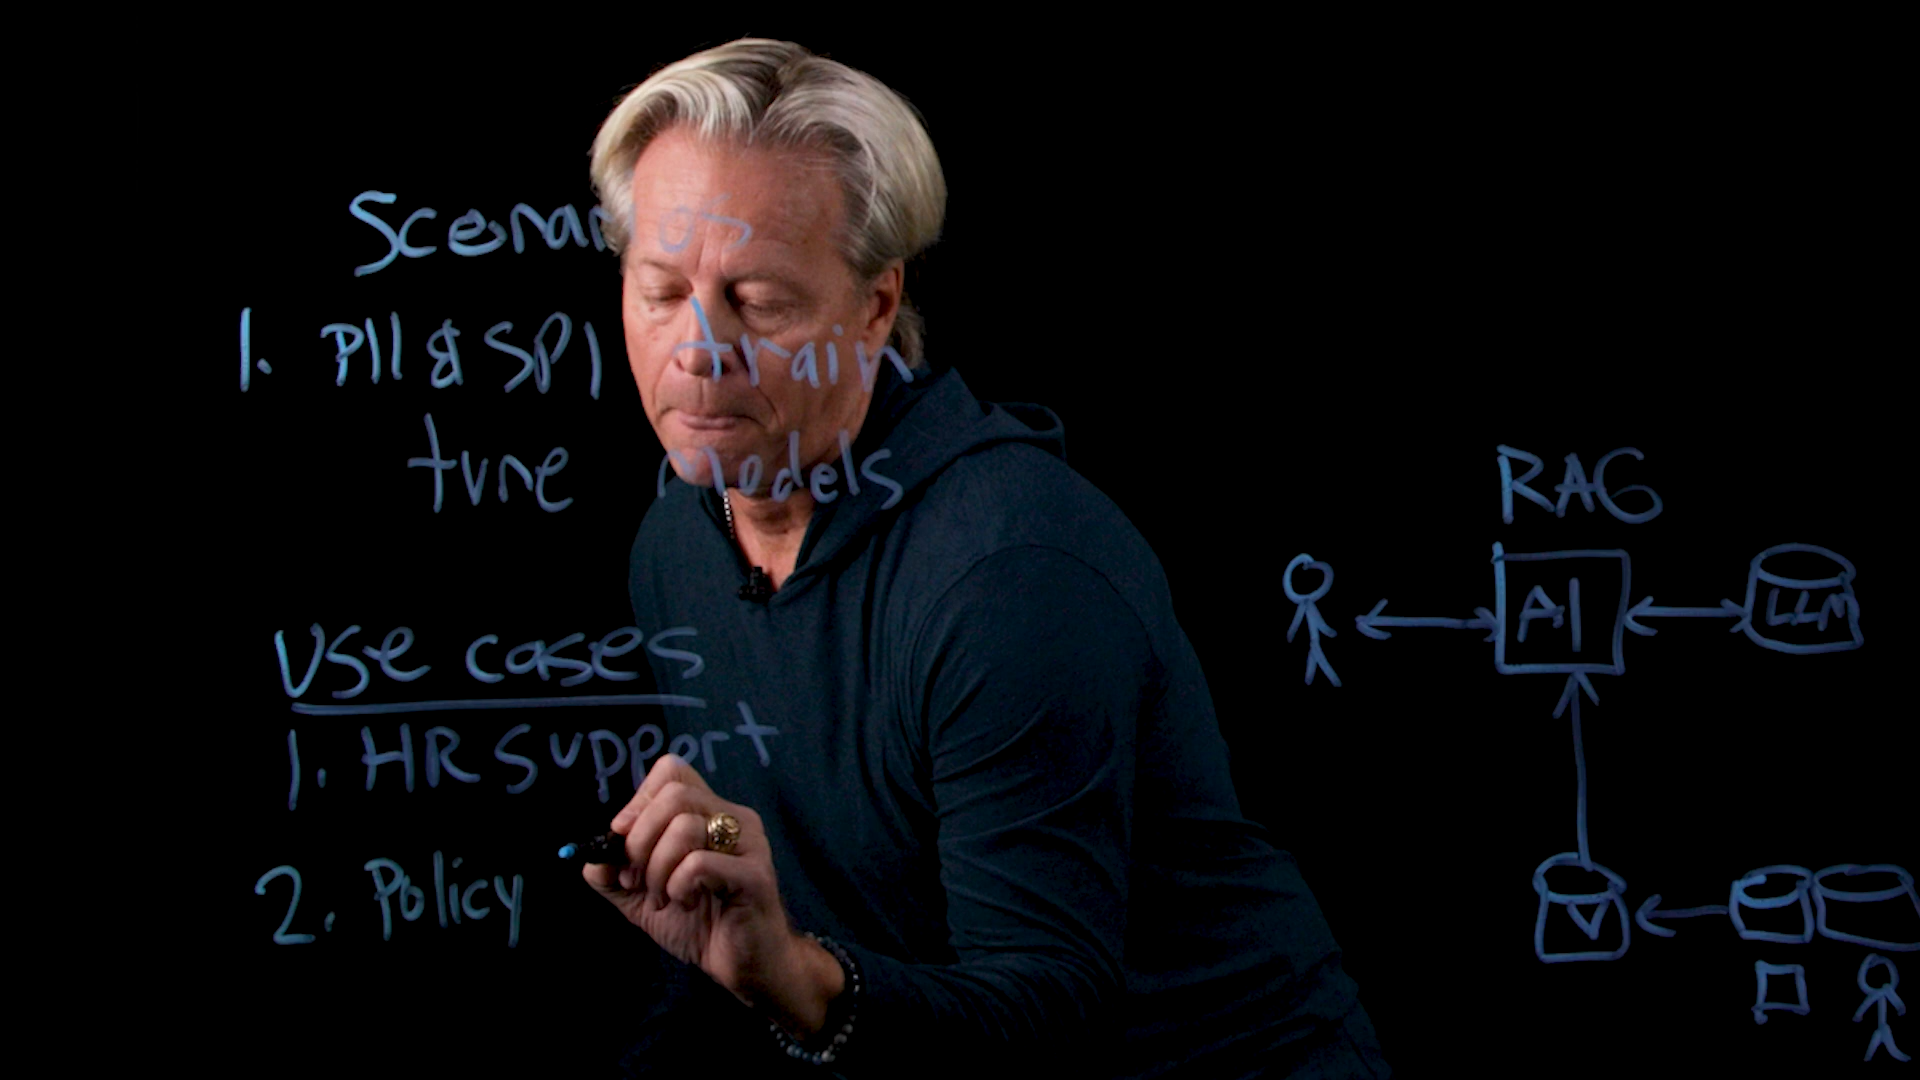 Scenarios
1. PII & SPI train
tune models
Use cases
1. HR Support
2. Policy
RAG
AI
LLM
V